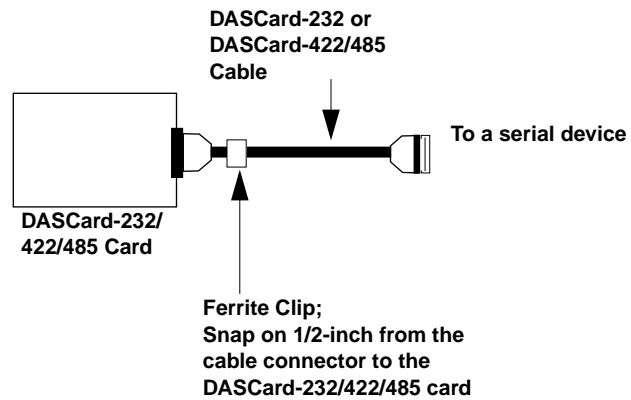 DASCard-232 or
DASCard-422/485
Cable
To a serial device
DASCard-232/
422/485 Card
Ferrite Clip;
Snap on 1/2-inch from the
cable connector to the
DASCard-232/422/485 card